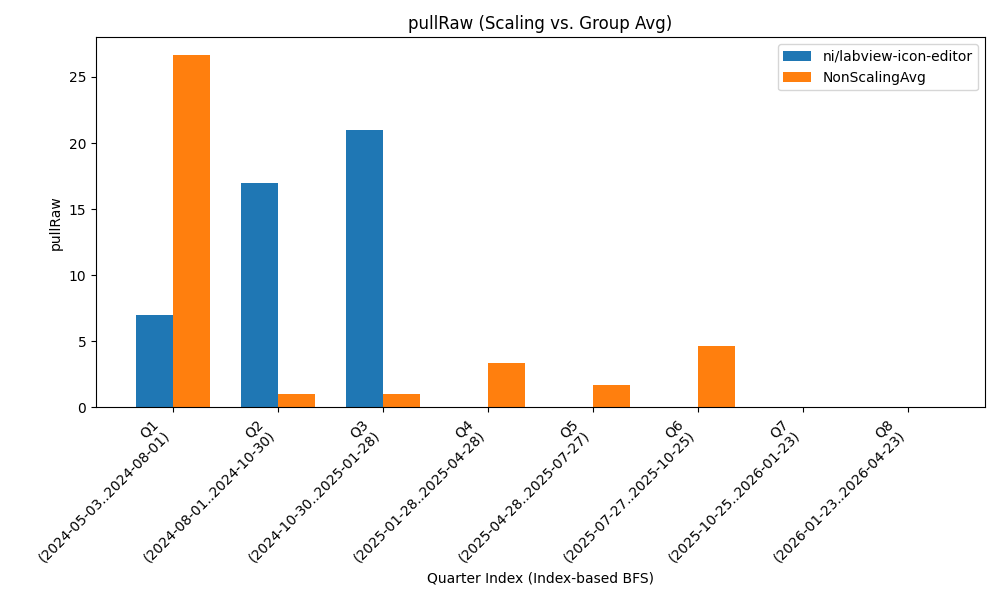 pullRaw (Scaling vs. Group Avg)
ni/labview-icon-editor
NonScalingAvg
pullRaw
25
20
15
10
5
0
Q1
(2024-05-03..2024-08-01)
Q2
(2024-08-01..2024-10-30)
Q3
(2024-10-30..2025-01-28)
Q4
(2025-01-28..2025-04-28)
Q5
(2025-04-28..2025-07-27)
Q6
(2025-07-27..2025-10-25)
Q7
(2025-10-25..2026-01-23)
Q8
(2026-01-23..2026-04-23)
Quarter Index (Index-based BFS)